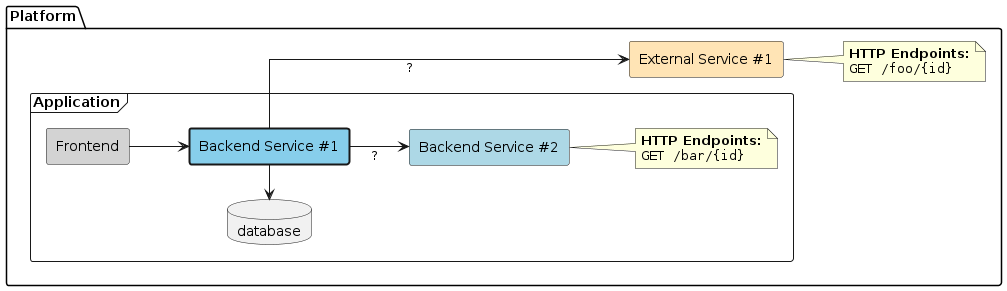 Platform
External Service #1
HTTP Endpoints:
GET /foo/{id}
?
Application
Frontend
Backend Service #1
?
Backend Service #2
HTTP Endpoints:
GET /bar/{id}
database